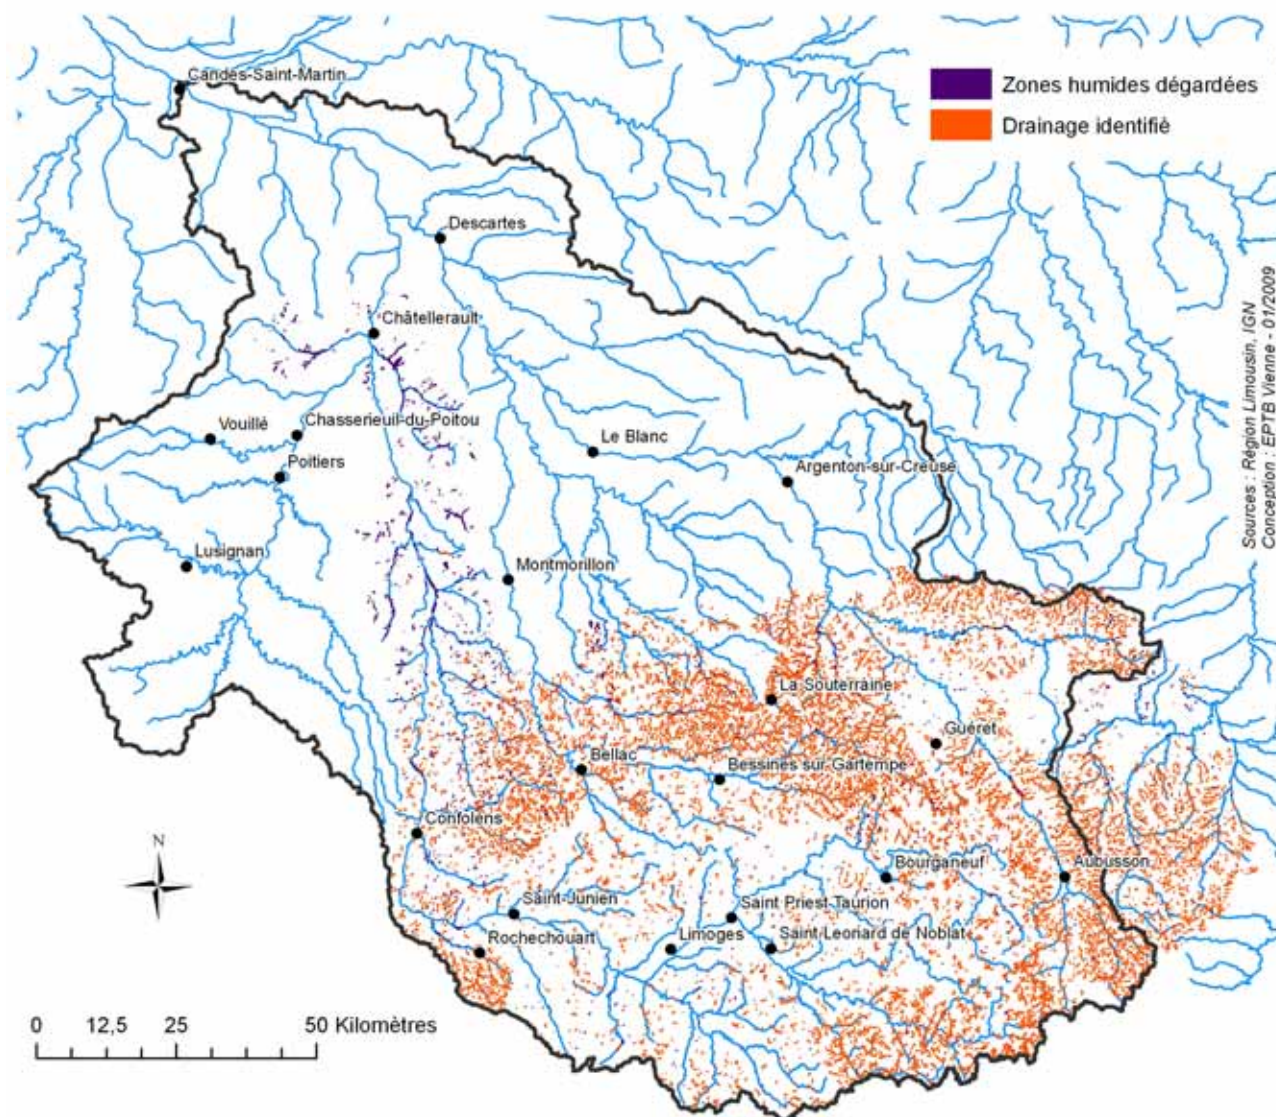 Candes-Saint-Martin
Zones humides dégardées
Drainage identifié
Descartes
Châtellerault
Vouillé
Chasserieuil-du-Poitou
Poitiers
Le Blanc
Argenton-sur-Creuse
Lusignan
Montmorillon
Sources : Région Limousin, IGN
Conception : EPTB Vienne - 01/2009
La Souterraine
Guéret
Bellac
Bessines sur Gartempe
Confolens
N
Bourganeuf
Aubusson
Saint-Junien
Saint Priest-Taurion
Rochechouart
Limoges
Saint-Leonard de Noblat
0 12,5 25 50 Kilomètres